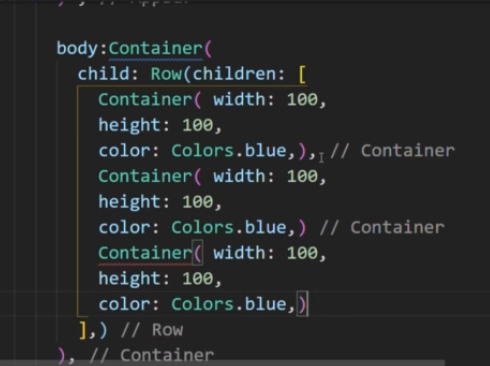 body:Container(
child: Row(children: [
Container( width: 100,
height: 100,
color: Colors.blue,), // Container
Container( width: 100,
height: 100,
color: Colors.blue,) // Container
Container( width: 100,
height: 100,
color: Colors.blue,)
],) // Row
), // Container